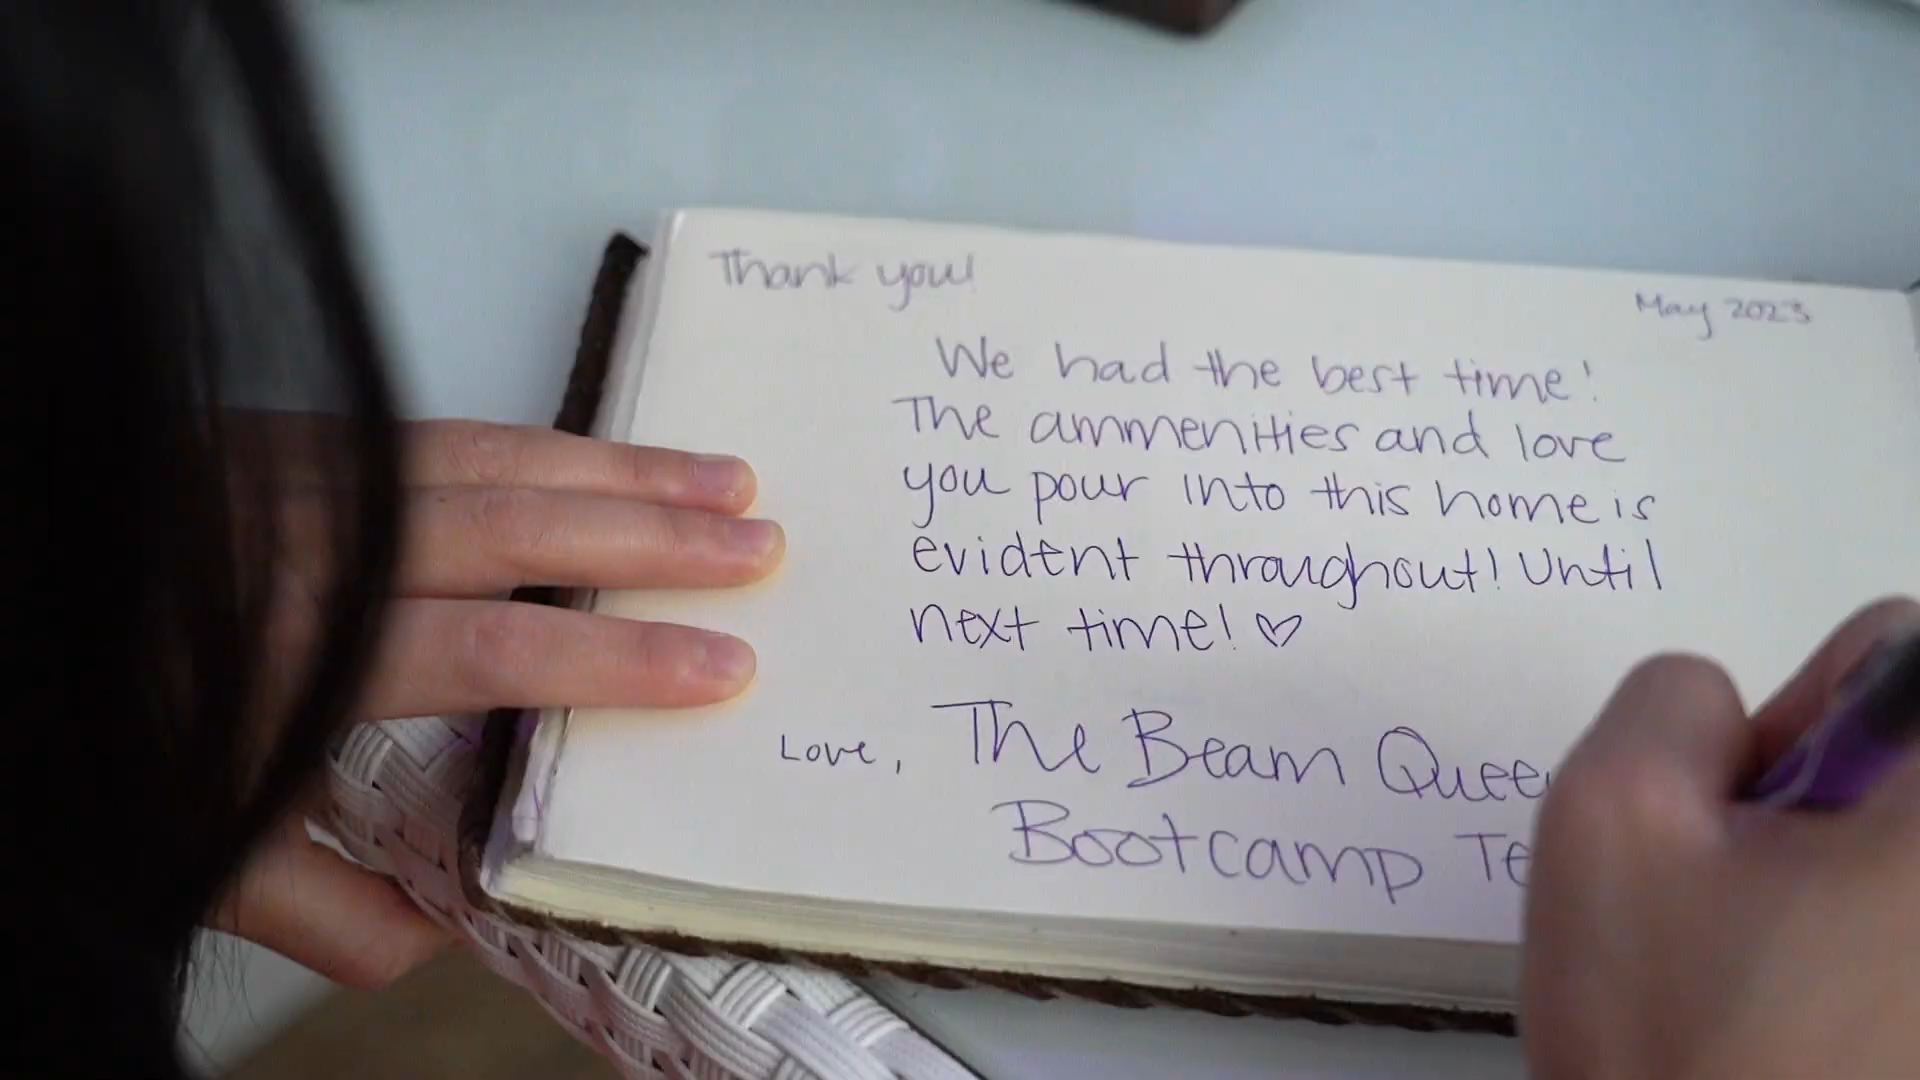 Thank you!
May 2023
We had the best time!
The ammenities and love
you pour into this home is
evident throughout! Until
next time! ♡
Love, The Beam
Bootcamp